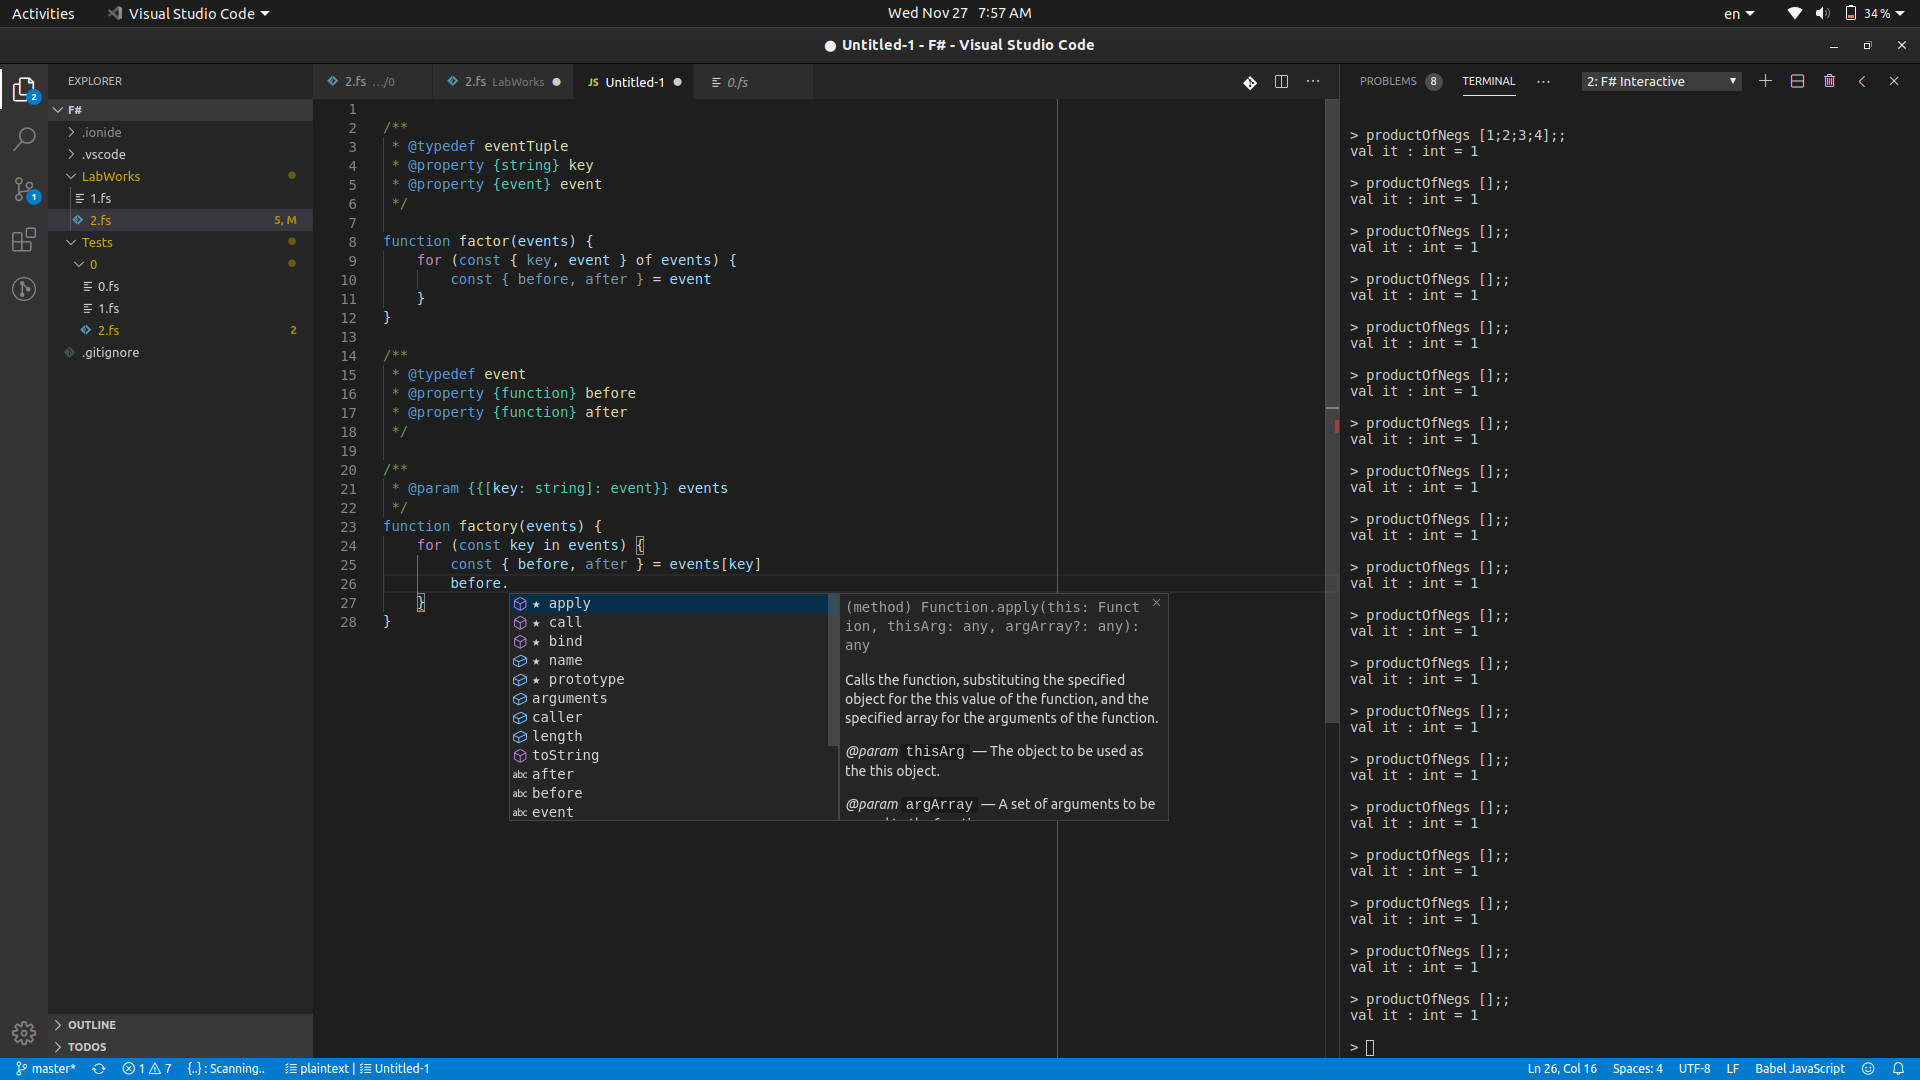 Activities
Visual Studio Code
Wed Nov 27 7:57 AM
en
34 %
Untitled-1 - F# - Visual Studio Code
EXPLORER
F#
.ionide
.vscode
LabWorks
1.fs
2.fs 5, M
Tests
0
0.fs
1.fs
2.fs 2
.gitignore
OUTLINE
TODOS
2
1
2.fs .../0
2.fs LabWorks
JS Untitled-1
0.fs
1
2 /**
3  * @typedef eventTuple
4  * @property {string} key
5  * @property {event} event
6  */
7
8 function factor(events) {
9     for (const { key, event } of events) {
10         const { before, after } = event
11     }
12 }
13
14 /**
15  * @typedef event
16  * @property {function} before
17  * @property {function} after
18  */
19
20 /**
21  * @param {{[key: string]: event}} events
22  */
23 function factory(events) {
24     for (const key in events) {
25         const { before, after } = events[key]
26         before.
27     }
28 }
★ apply
★ call
★ bind
★ name
★ prototype
arguments
caller
length
toString
abc after
abc before
abc event
(method) Function.apply(this: Funct
ion, thisArg: any, argArray?: any):
any
Calls the function, substituting the specified
object for the this value of the function, and the
specified array for the arguments of the function.
@param thisArg — The object to be used as
the this object.
@param argArray — A set of arguments to be
PROBLEMS 8
TERMINAL
2: F# Interactive
> productOfNegs [1;2;3;4];;
val it : int = 1
> productOfNegs [];;
val it : int = 1
> productOfNegs [];;
val it : int = 1
> productOfNegs [];;
val it : int = 1
> productOfNegs [];;
val it : int = 1
> productOfNegs [];;
val it : int = 1
> productOfNegs [];;
val it : int = 1
> productOfNegs [];;
val it : int = 1
> productOfNegs [];;
val it : int = 1
> productOfNegs [];;
val it : int = 1
> productOfNegs [];;
val it : int = 1
> productOfNegs [];;
val it : int = 1
> productOfNegs [];;
val it : int = 1
> productOfNegs [];;
val it : int = 1
> productOfNegs [];;
val it : int = 1
> productOfNegs [];;
val it : int = 1
> productOfNegs [];;
val it : int = 1
> productOfNegs [];;
val it : int = 1
> productOfNegs [];;
val it : int = 1
>
master*
1
7
{..} : Scanning..
plaintext | Untitled-1
Ln 26, Col 16
Spaces: 4
UTF-8
LF
Babel JavaScript